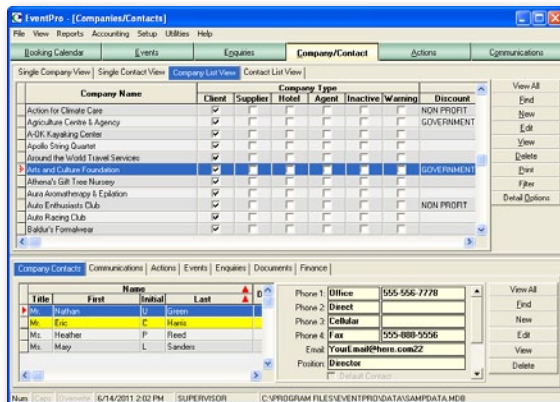 EventPro - [Companies/Contacts]
File View Reports Accounting Setup Utilities Help
Booking Calendar Events Enquiries Company/Contact Actions Communications
Single Company View Single Contact View Company List View Contact List View
Company Type
Company Name
Client Supplier Hotel Agent Inactive Warning Discount
Action for Climate Care NON PROFIT
Agriculture Centre & Agency GOVERNMENT
A-OK Kayaking Center
Apollo String Quartet
Around the World Travel Services
Arts and Culture Foundation GOVERNMENT
Athena's Gift Tree Nursery
Aura Aromatherapy & Epilation
Auto Enthusiasts Club NON PROFIT
Auto Racing Club
Baldur's Formalwear
View All
Find
New
Edit
View
Delete
Print
Filter
Detail Options
Company Contacts Communications Actions Events Enquiries Documents Finance
Name
Title First Initial Last
Mr. Nathan U Green
Mr. Eric C Harris
Ms. Heather P Reed
Ms. Mary L Sanders
Phone 1: Office 555-556-7778
Phone 2: Direct
Phone 3: Cellular
Phone 4: Fax 555-888-5556
Email: YourEmail@here.com22
Position: Director
Default Contact
View All
Find
New
Edit
View
Delete
Num Caps Overwrite 6/14/2011 2:02 PM SUPERVISOR C:\PROGRAM FILES\EVENTPRO\DATA\SAMPDATA.MDB